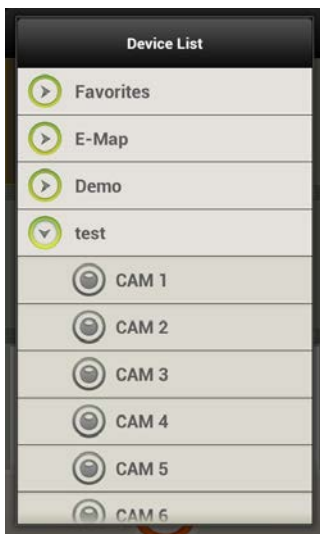 Device List
Favorites
E-Map
Demo
test
CAM 1
CAM 2
CAM 3
CAM 4
CAM 5
CAM 6